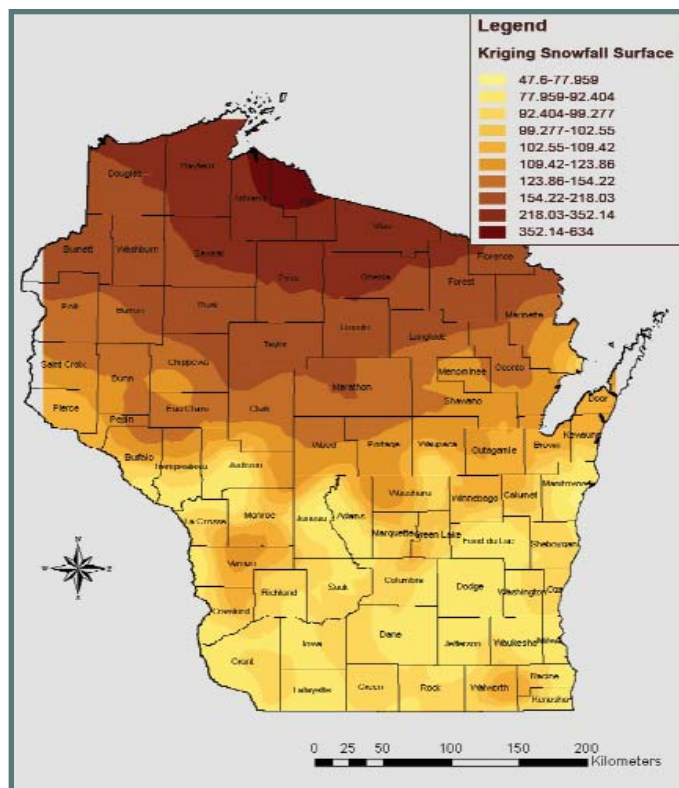 Legend
Kriging Snowfall Surface
47.6-77.959
77.959-92.404
92.404-99.277
99.277-102.55
102.55-109.42
109.42-123.86
123.86-154.22
154.22-218.03
218.03-352.14
352.14-634
Bayfield
Douglas
Ashland
Vilas
Burnett
Washburn
Sawyer
Florence
Price
Oneida
Forest
Polk
Barron
Rusk
Marinette
Lincoln
Langlade
Taylor
Saint Croix
Chippewa
Oconto
Dunn
Menominee
Marathon
Pierce
Eau Claire
Clark
Shawano
Door
Pepin
Wood
Portage
Waupaca
Brown
Kewaunee
Buffalo
Outagamie
Trempealeau
Jackson
Waushara
Winnebago
Calumet
Manitowoc
La Crosse
Monroe
Juneau
Adams
Marquette
Green Lake
Fond du Lac
Sheboygan
Vernon
Richland
Sauk
Columbia
Dodge
Washington
Crawford
Dane
Jefferson
Waukesha
Iowa
Grant
Lafayette
Green
Rock
Walworth
Racine
Kenosha
0 25 50 100 150 200
Kilometers